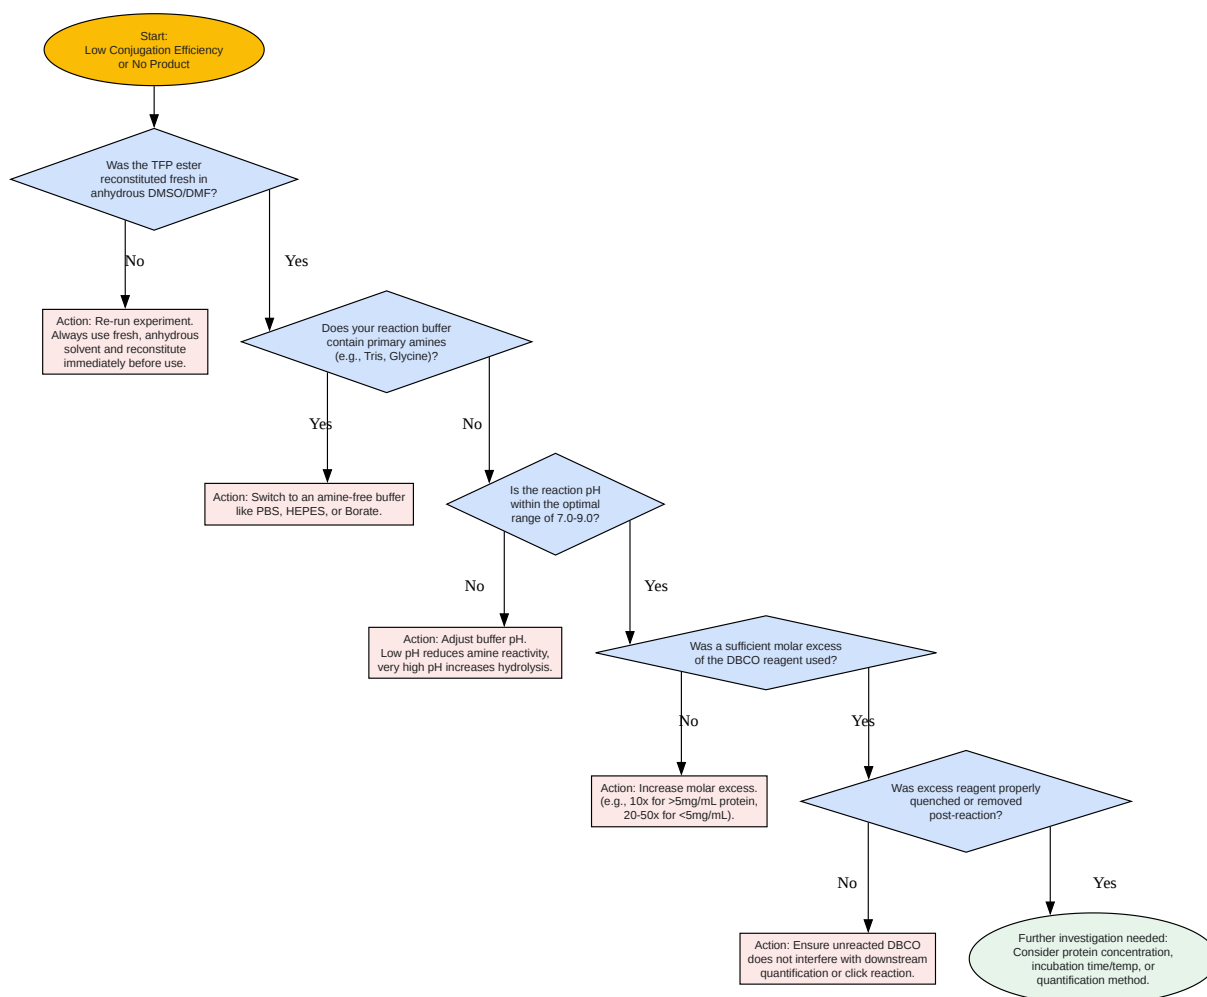 Start:
Low Conjugation Efficiency
or No Product
Was the TFP ester
reconstituted fresh in
anhydrous DMSO/DMF?
No
Yes
Action: Re-run experiment.
Always use fresh, anhydrous
solvent and reconstitute
immediately before use.
Does your reaction buffer
contain primary amines
(e.g., Tris, Glycine)?
Yes
No
Action: Switch to an amine-free buffer
like PBS, HEPES, or Borate.
Is the reaction pH
within the optimal
range of 7.0-9.0?
No
Yes
Action: Adjust buffer pH.
Low pH reduces amine reactivity,
very high pH increases hydrolysis.
Was a sufficient molar excess
of the DBCO reagent used?
No
Yes
Action: Increase molar excess.
(e.g., 10x for >5mg/mL protein,
20-50x for <5mg/mL).
Was excess reagent properly
quenched or removed
post-reaction?
No
Yes
Action: Ensure unreacted DBCO
does not interfere with downstream
quantification or click reaction.
Further investigation needed:
Consider protein concentration,
incubation time/temp, or
quantification method.